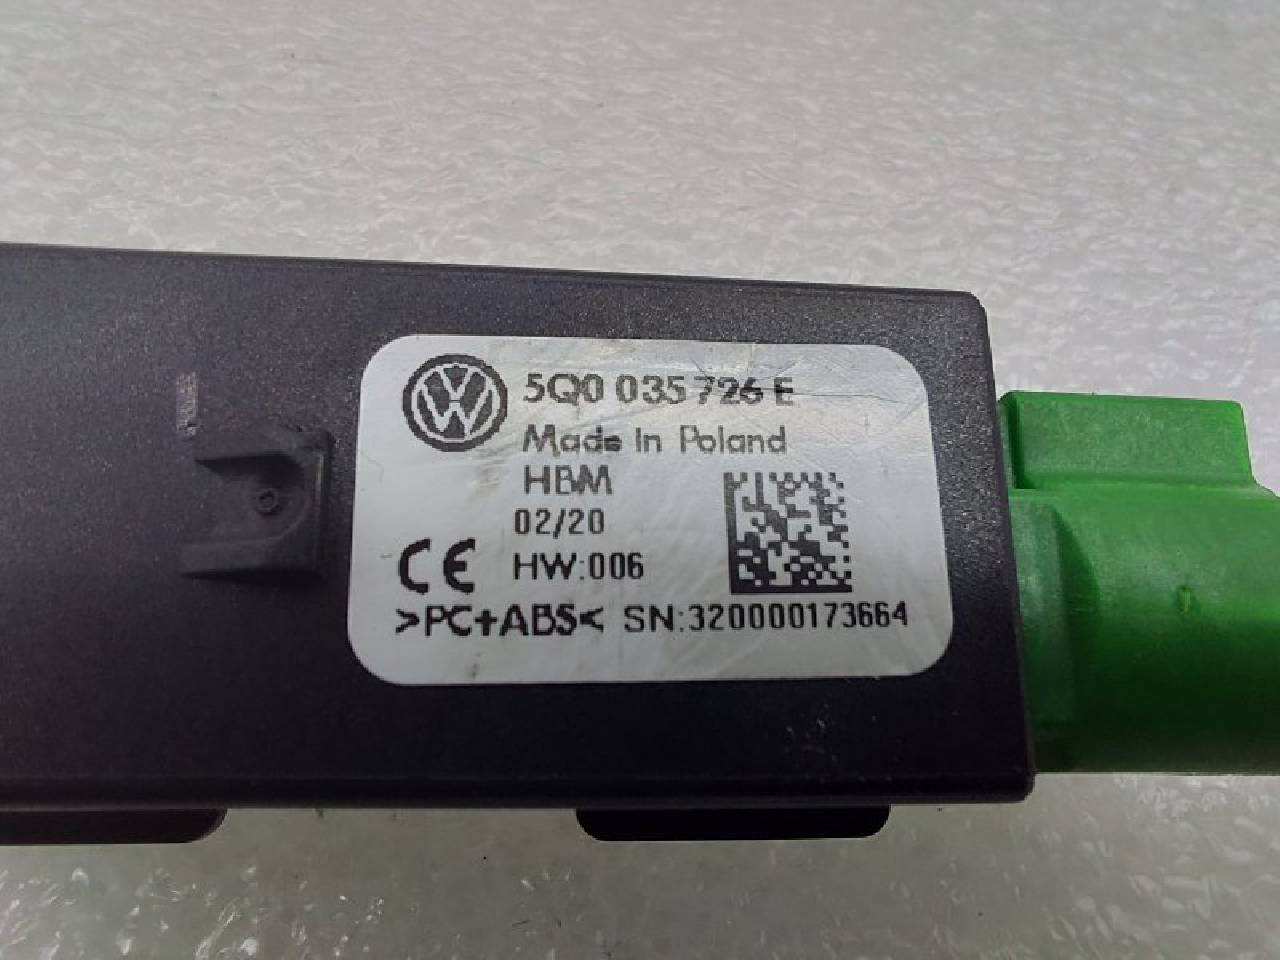 5Q0 035 726 E
Made In Poland
HBM
02/20
CE HW:006
>PC+ABS< SN:320000173664